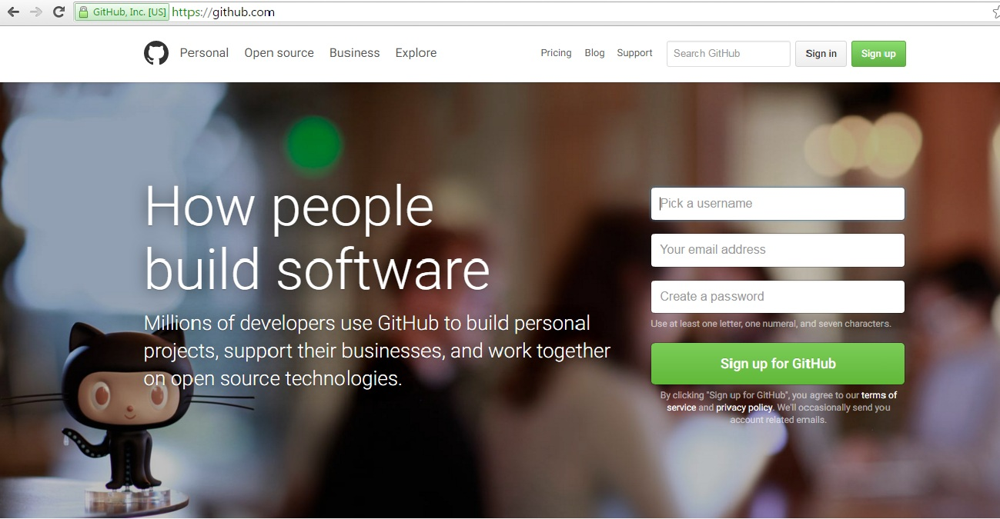 GitHub, Inc. [US] https://github.com
Personal Open source Business Explore Pricing Blog Support Search GitHub Sign in Sign up
How people
build software
Millions of developers use GitHub to build personal
projects, support their businesses, and work together
on open source technologies.
Pick a username
Your email address
Create a password
Use at least one letter, one numeral, and seven characters.
Sign up for GitHub
By clicking "Sign up for GitHub", you agree to our terms of
service and privacy policy. We'll occasionally send you
account related emails.